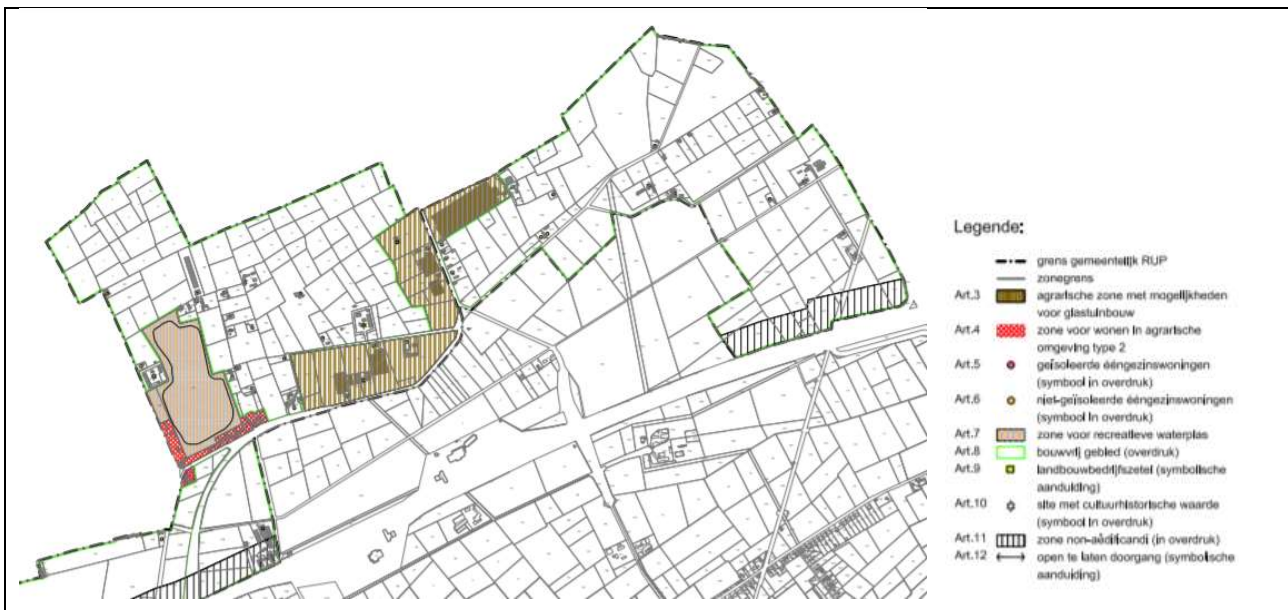 Legende:
grens gemeentelijk RUP
zonegrens
Art.3 agrarische zone met mogelijkheden
voor glastuinbouw
Art.4 zone voor wonen in agrarische
omgeving type 2
Art.5 geïsoleerde ééngezinswoningen
(symbool in overdruk)
Art.6 niet-geïsoleerde ééngezinswoningen
(symbool in overdruk)
Art.7 zone voor recreatieve waterplas
Art.8 bouwvrij gebied (overdruk)
Art.9 landbouwbedrijfszetel (symbolische
aanduiding)
Art.10 site met cultuurhistorische waarde
(symbool in overdruk)
Art.11 zone non-aëdificandi (in overdruk)
Art.12 open te laten doorgang (symbolische
aanduiding)